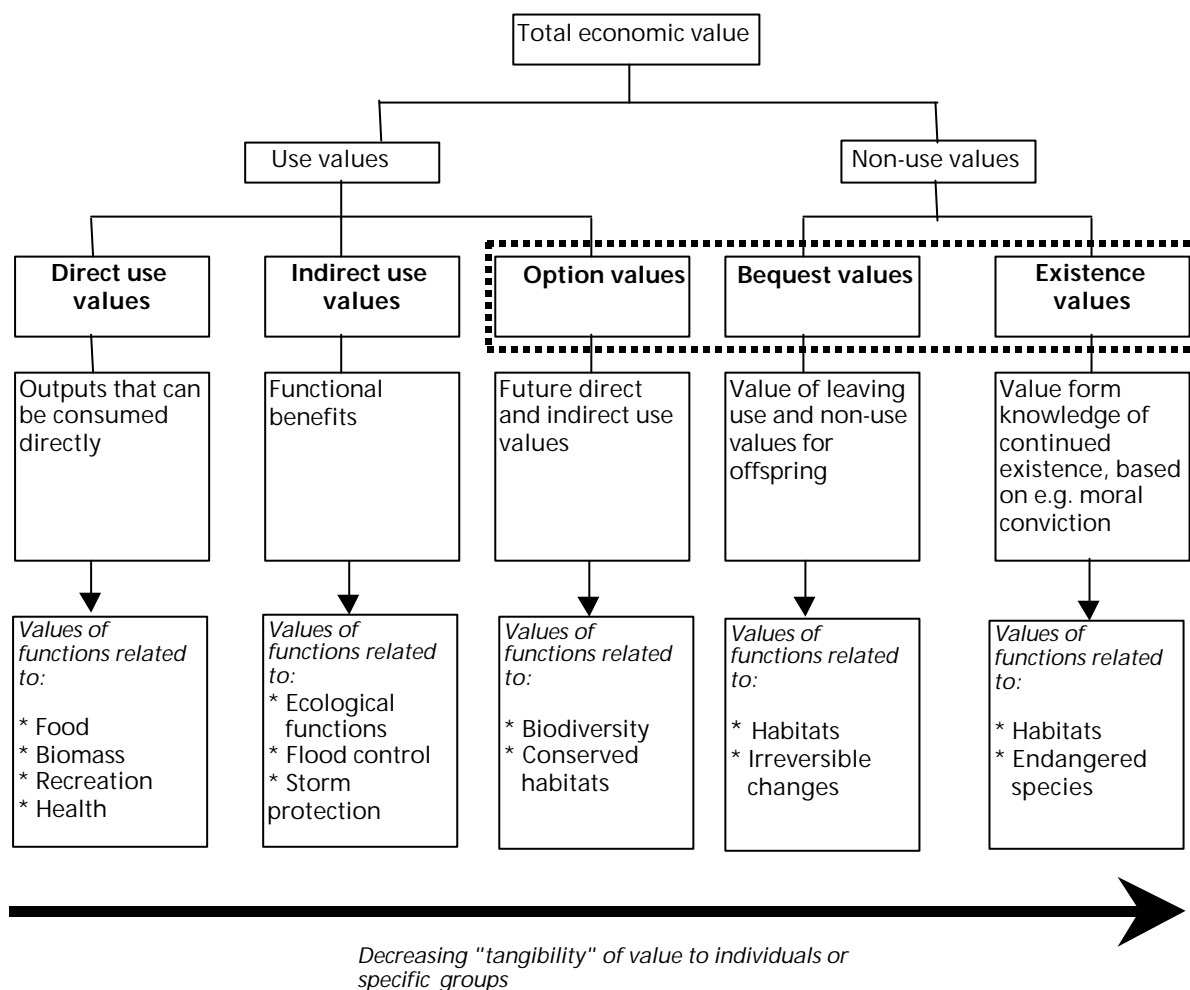 Total economic value
Use values
Non-use values
Direct use
values
Indirect use
values
Option values
Bequest values
Existence
values
Outputs that can
be consumed
directly
Functional
benefits
Future direct
and indirect use
values
Value of leaving
use and non-use
values for
offspring
Value form
knowledge of
continued
existence, based
on e.g. moral
conviction
Values of
functions related
to:
* Food
* Biomass
* Recreation
* Health
Values of
functions related
to:
* Ecological
functions
* Flood control
* Storm
protection
Values of
functions related
to:
* Biodiversity
* Conserved
habitats
Values of
functions related
to:
* Habitats
* Irreversible
changes
Values of
functions related
to:
* Habitats
* Endangered
species
Decreasing "tangibility" of value to individuals or
specific groups